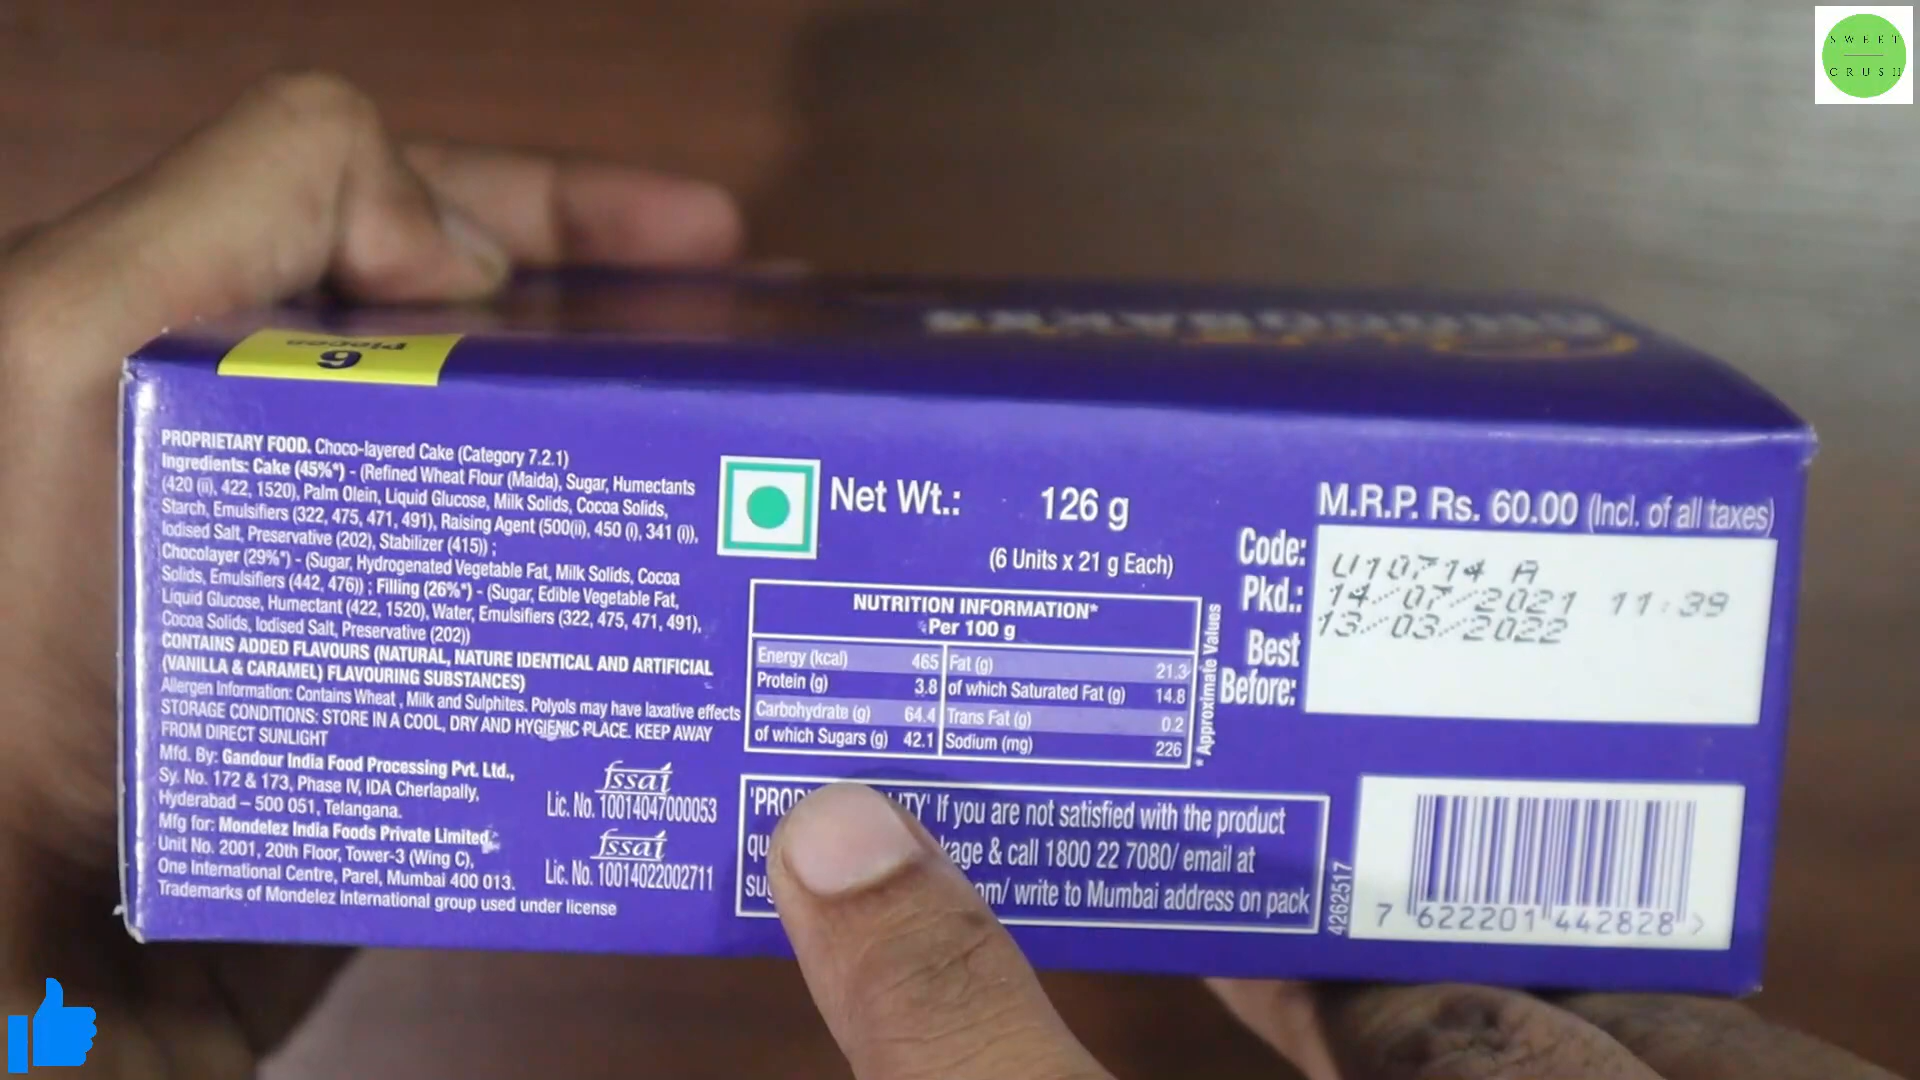 SWEET
CRUSH
6
Pieces
PROPRIETARY FOOD. Choco-layered Cake (Category 7.2.1)
Ingredients: Cake (45%*) - (Refined Wheat Flour (Maida), Sugar, Humectants
(420 (ii), 422, 1520), Palm Olein, Liquid Glucose, Milk Solids, Cocoa Solids,
Starch, Emulsifiers (322, 475, 471, 491), Raising Agent (500(ii), 450 (i), 341 (i)),
Iodised Salt, Preservative (202), Stabilizer (415)) ;
Chocolayer (29%*) - (Sugar, Hydrogenated Vegetable Fat, Milk Solids, Cocoa
Solids, Emulsifiers (442, 476)) ; Filling (26%*) - (Sugar, Edible Vegetable Fat,
Liquid Glucose, Humectant (422, 1520), Water, Emulsifiers (322, 475, 471, 491),
Cocoa Solids, Iodised Salt, Preservative (202))
CONTAINS ADDED FLAVOURS (NATURAL, NATURE IDENTICAL AND ARTIFICIAL
(VANILLA & CARAMEL) FLAVOURING SUBSTANCES)
Allergen Information: Contains Wheat , Milk and Sulphites. Polyols may have laxative effects
STORAGE CONDITIONS: STORE IN A COOL, DRY AND HYGIENIC PLACE. KEEP AWAY
FROM DIRECT SUNLIGHT
Mfd. By: Gandour India Food Processing Pvt. Ltd.,
Sy. No. 172 & 173, Phase IV, IDA Cherlapally,
Hyderabad – 500 051, Telangana.
Mfg for: Mondelez India Foods Private Limited,
Unit No. 2001, 20th Floor, Tower-3 (Wing C),
One International Centre, Parel, Mumbai 400 013.
Trademarks of Mondelez International group used under license
fssai
Lic. No. 10014047000053
fssai
Lic. No. 10014022002711
Net Wt.: 126 g
(6 Units x 21 g Each)
NUTRITION INFORMATION*
Per 100 g
Energy (kcal) 465 Fat (g) 21.3
Protein (g) 3.8 of which Saturated Fat (g) 14.8
Carbohydrate (g) 64.4 Trans Fat (g) 0.2
of which Sugars (g) 42.1 Sodium (mg) 226
*Approximate Values
If you are not satisfied with the product
& call 1800 22 7080/ email at
write to Mumbai address on pack
M.R.P. Rs. 60.00 (Incl. of all taxes)
Code: U10714 A
Pkd.: 14/07/2021 11:39
Best Before: 13/03/2022
4262517
7 622201 442828 >